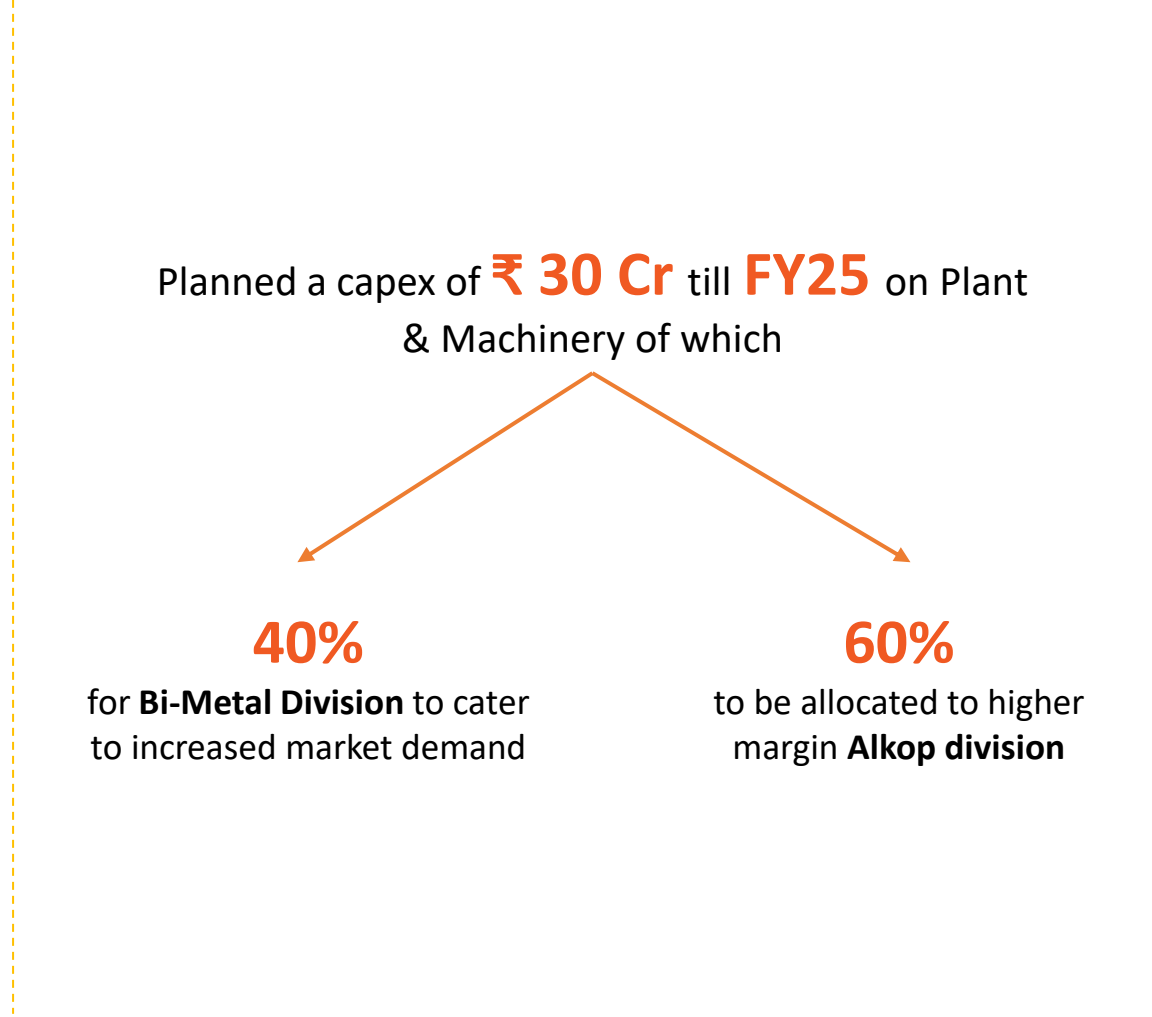 Planned a capex of ₹ 30 Cr till FY25 on Plant
& Machinery of which
40%
for Bi-Metal Division to cater
to increased market demand
60%
to be allocated to higher
margin Alkop division